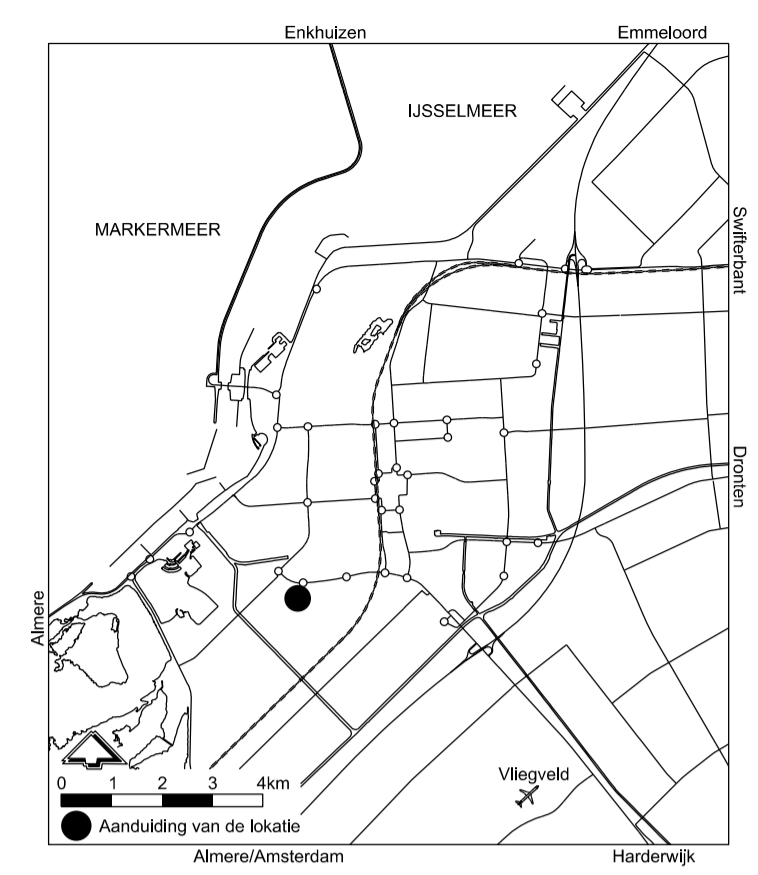 Enkhuizen
Emmeloord
IJSSELMEER
MARKERMEER
Swifterbant
Dronten
Almere
Vliegveld
0 1 2 3 4km
Aanduiding van de lokatie
Almere/Amsterdam
Harderwijk